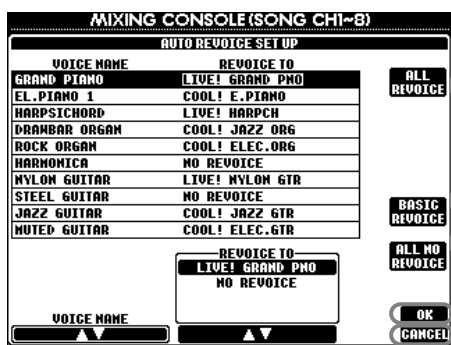 MIXING CONSOLE(SONG CH1~8)
AUTO REVOICE SET UP
VOICE NAME REVOICE TO
GRAND PIANO LIVE! GRAND PNO
EL.PIANO 1 COOL! E.PIANO
HARPSICHORD LIVE! HARPCH
DRAWBAR ORGAN COOL! JAZZ ORG
ROCK ORGAN COOL! ELEC.ORG
HARMONICA NO REVOICE
NYLON GUITAR LIVE! NYLON GTR
STEEL GUITAR NO REVOICE
JAZZ GUITAR COOL! JAZZ GTR
MUTED GUITAR COOL! ELEC.GTR
ALL
REVOICE
BASIC
REVOICE
ALL NO
REVOICE
REVOICE TO
LIVE! GRAND PNO
NO REVOICE
VOICE NAME
▲▼ ▲▼
OK
CANCEL